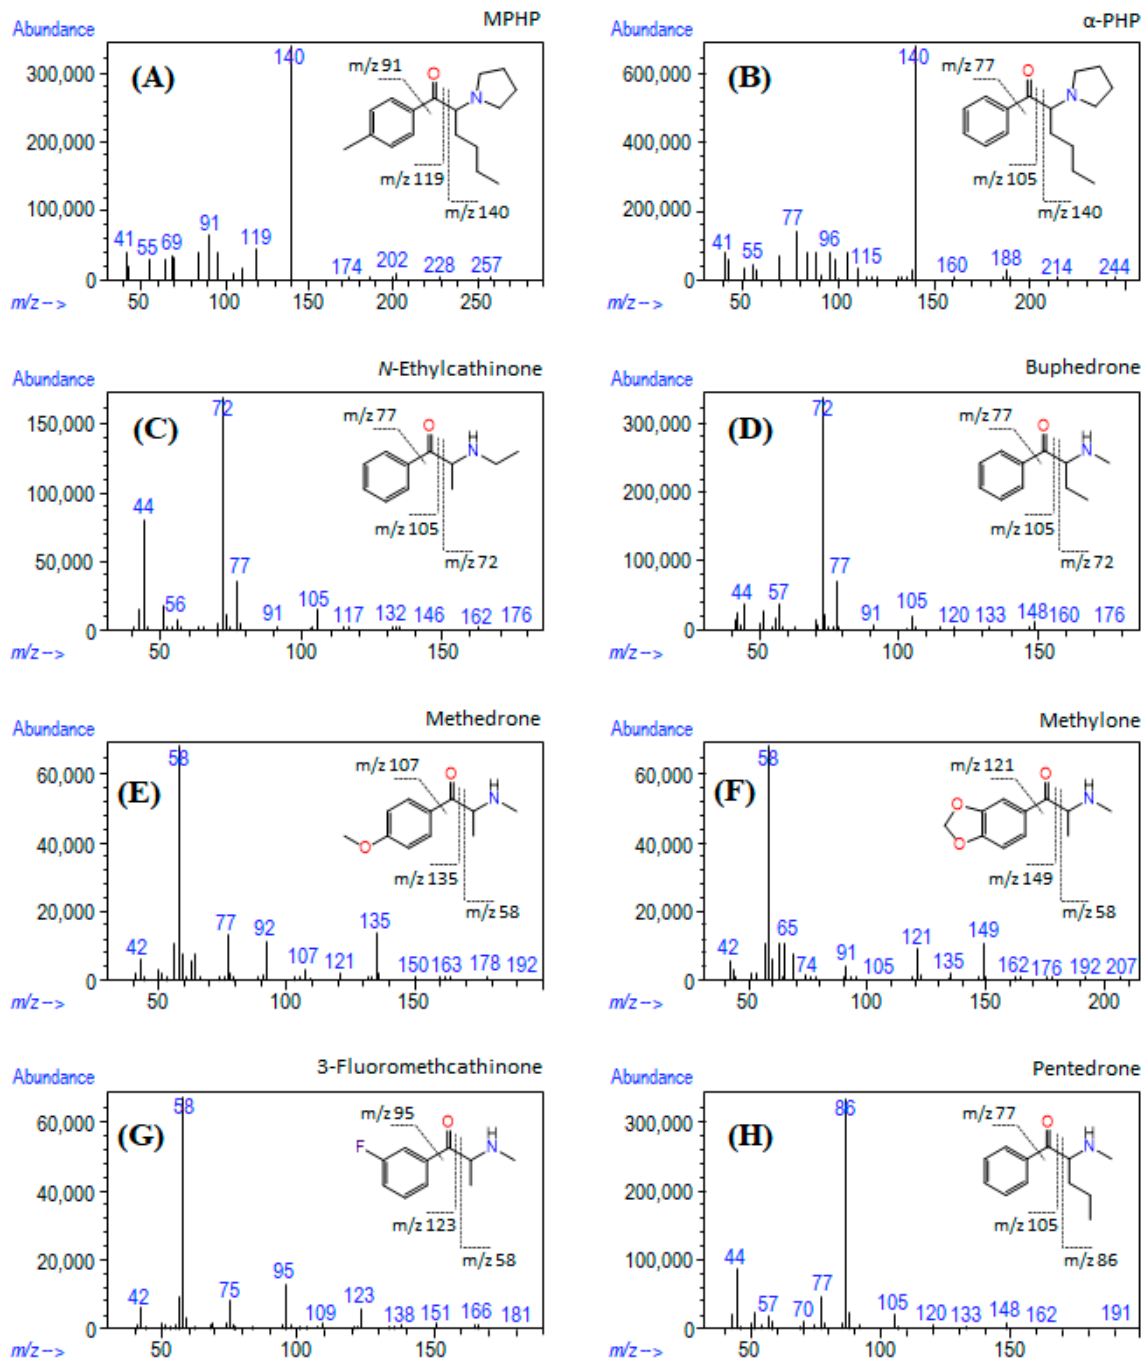 Abundance MPHP
(A)
140
300,000
200,000
100,000
0
m/z 91
O
N
m/z 119
m/z 140
41 55 69 91 119 174 202 228 257
50 100 150 200 250
m/z -->
Abundance α-PHP
(B)
140
600,000
400,000
200,000
0
m/z 77
O
N
m/z 105
m/z 140
41 55 77 96 115 160 188 214 244
50 100 150 200
m/z -->
Abundance N-Ethylcathinone
(C)
72
150,000
100,000
50,000
0
m/z 77
O
H
N
m/z 105
m/z 72
44 56 77 91 105 117 132 146 162 176
50 100 150
m/z -->
Abundance Buphedrone
(D)
72
300,000
200,000
100,000
0
m/z 77
O
H
N
m/z 105
m/z 72
44 57 77 91 105 120 133 148 160 176
50 100 150
m/z -->
Abundance Methedrone
(E)
58
60,000
40,000
20,000
0
m/z 107
O
H
N
O
m/z 135
m/z 58
42 77 92 107 121 135 150 163 178 192
50 100 150
m/z -->
Abundance Methylone
(F)
58
60,000
40,000
20,000
0
m/z 121
O
H
N
O
O
m/z 149
m/z 58
42 65 74 91 105 121 135 149 162 176 192 207
50 100 150 200
m/z -->
Abundance 3-Fluoromethcathinone
(G)
58
60,000
40,000
20,000
0
m/z 95
O
H
N
F
m/z 123
m/z 58
42 75 95 109 123 138 151 166 181
50 100 150
m/z -->
Abundance Pentedrone
(H)
86
300,000
200,000
100,000
0
m/z 77
O
H
N
m/z 105
m/z 86
44 57 70 77 105 120 133 148 162 191
50 100 150
m/z -->